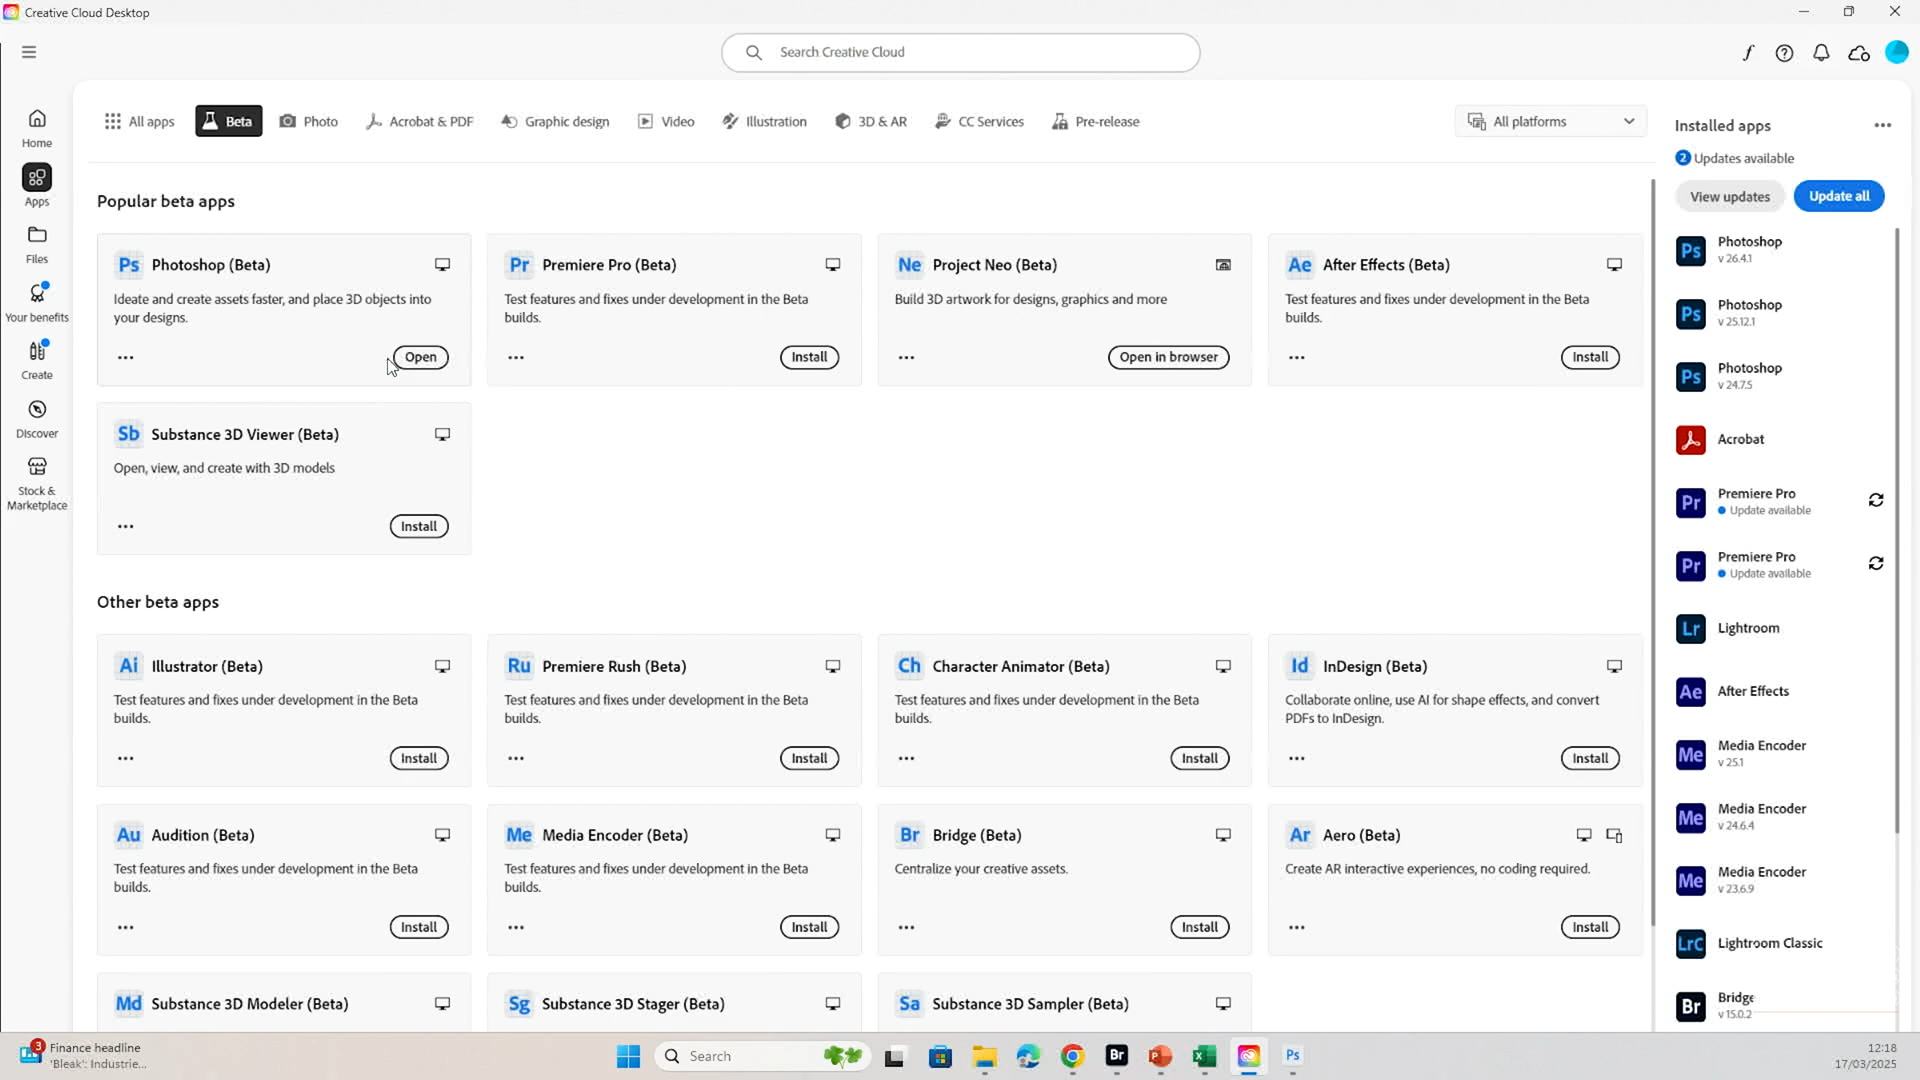 Creative Cloud Desktop
Search Creative Cloud
Home
Apps
Files
Your benefits
Create
Discover
Stock &
Marketplace
All apps
Beta
Photo
Acrobat & PDF
Graphic design
Video
Illustration
3D & AR
CC Services
Pre-release
All platforms
Popular beta apps
Ps Photoshop (Beta)
Ideate and create assets faster, and place 3D objects into
your designs.
Open
Pr Premiere Pro (Beta)
Test features and fixes under development in the Beta
builds.
Install
Ne Project Neo (Beta)
Build 3D artwork for designs, graphics and more
Open in browser
Ae After Effects (Beta)
Test features and fixes under development in the Beta
builds.
Install
Sb Substance 3D Viewer (Beta)
Open, view, and create with 3D models
Install
Other beta apps
Ai Illustrator (Beta)
Test features and fixes under development in the Beta
builds.
Install
Ru Premiere Rush (Beta)
Test features and fixes under development in the Beta
builds.
Install
Ch Character Animator (Beta)
Test features and fixes under development in the Beta
builds.
Install
Id InDesign (Beta)
Collaborate online, use AI for shape effects, and convert
PDFs to InDesign.
Install
Au Audition (Beta)
Test features and fixes under development in the Beta
builds.
Install
Me Media Encoder (Beta)
Test features and fixes under development in the Beta
builds.
Install
Br Bridge (Beta)
Centralize your creative assets.
Install
Ar Aero (Beta)
Create AR interactive experiences, no coding required.
Install
Md Substance 3D Modeler (Beta)
Sg Substance 3D Stager (Beta)
Sa Substance 3D Sampler (Beta)
Installed apps
2 Updates available
View updates
Update all
Ps Photoshop
v 26.4.1
Ps Photoshop
v 25.12.1
Ps Photoshop
v 24.7.5
Acrobat
Pr Premiere Pro
Update available
Pr Premiere Pro
Update available
Lr Lightroom
Ae After Effects
Me Media Encoder
v 25.1
Me Media Encoder
v 24.6.4
Me Media Encoder
v 23.6.9
LrC Lightroom Classic
Br Bridge
v 15.0.2
3 Finance headline
'Bleak': Industrie...
Search
Br
P
X
Ps
12:18
17/03/2025